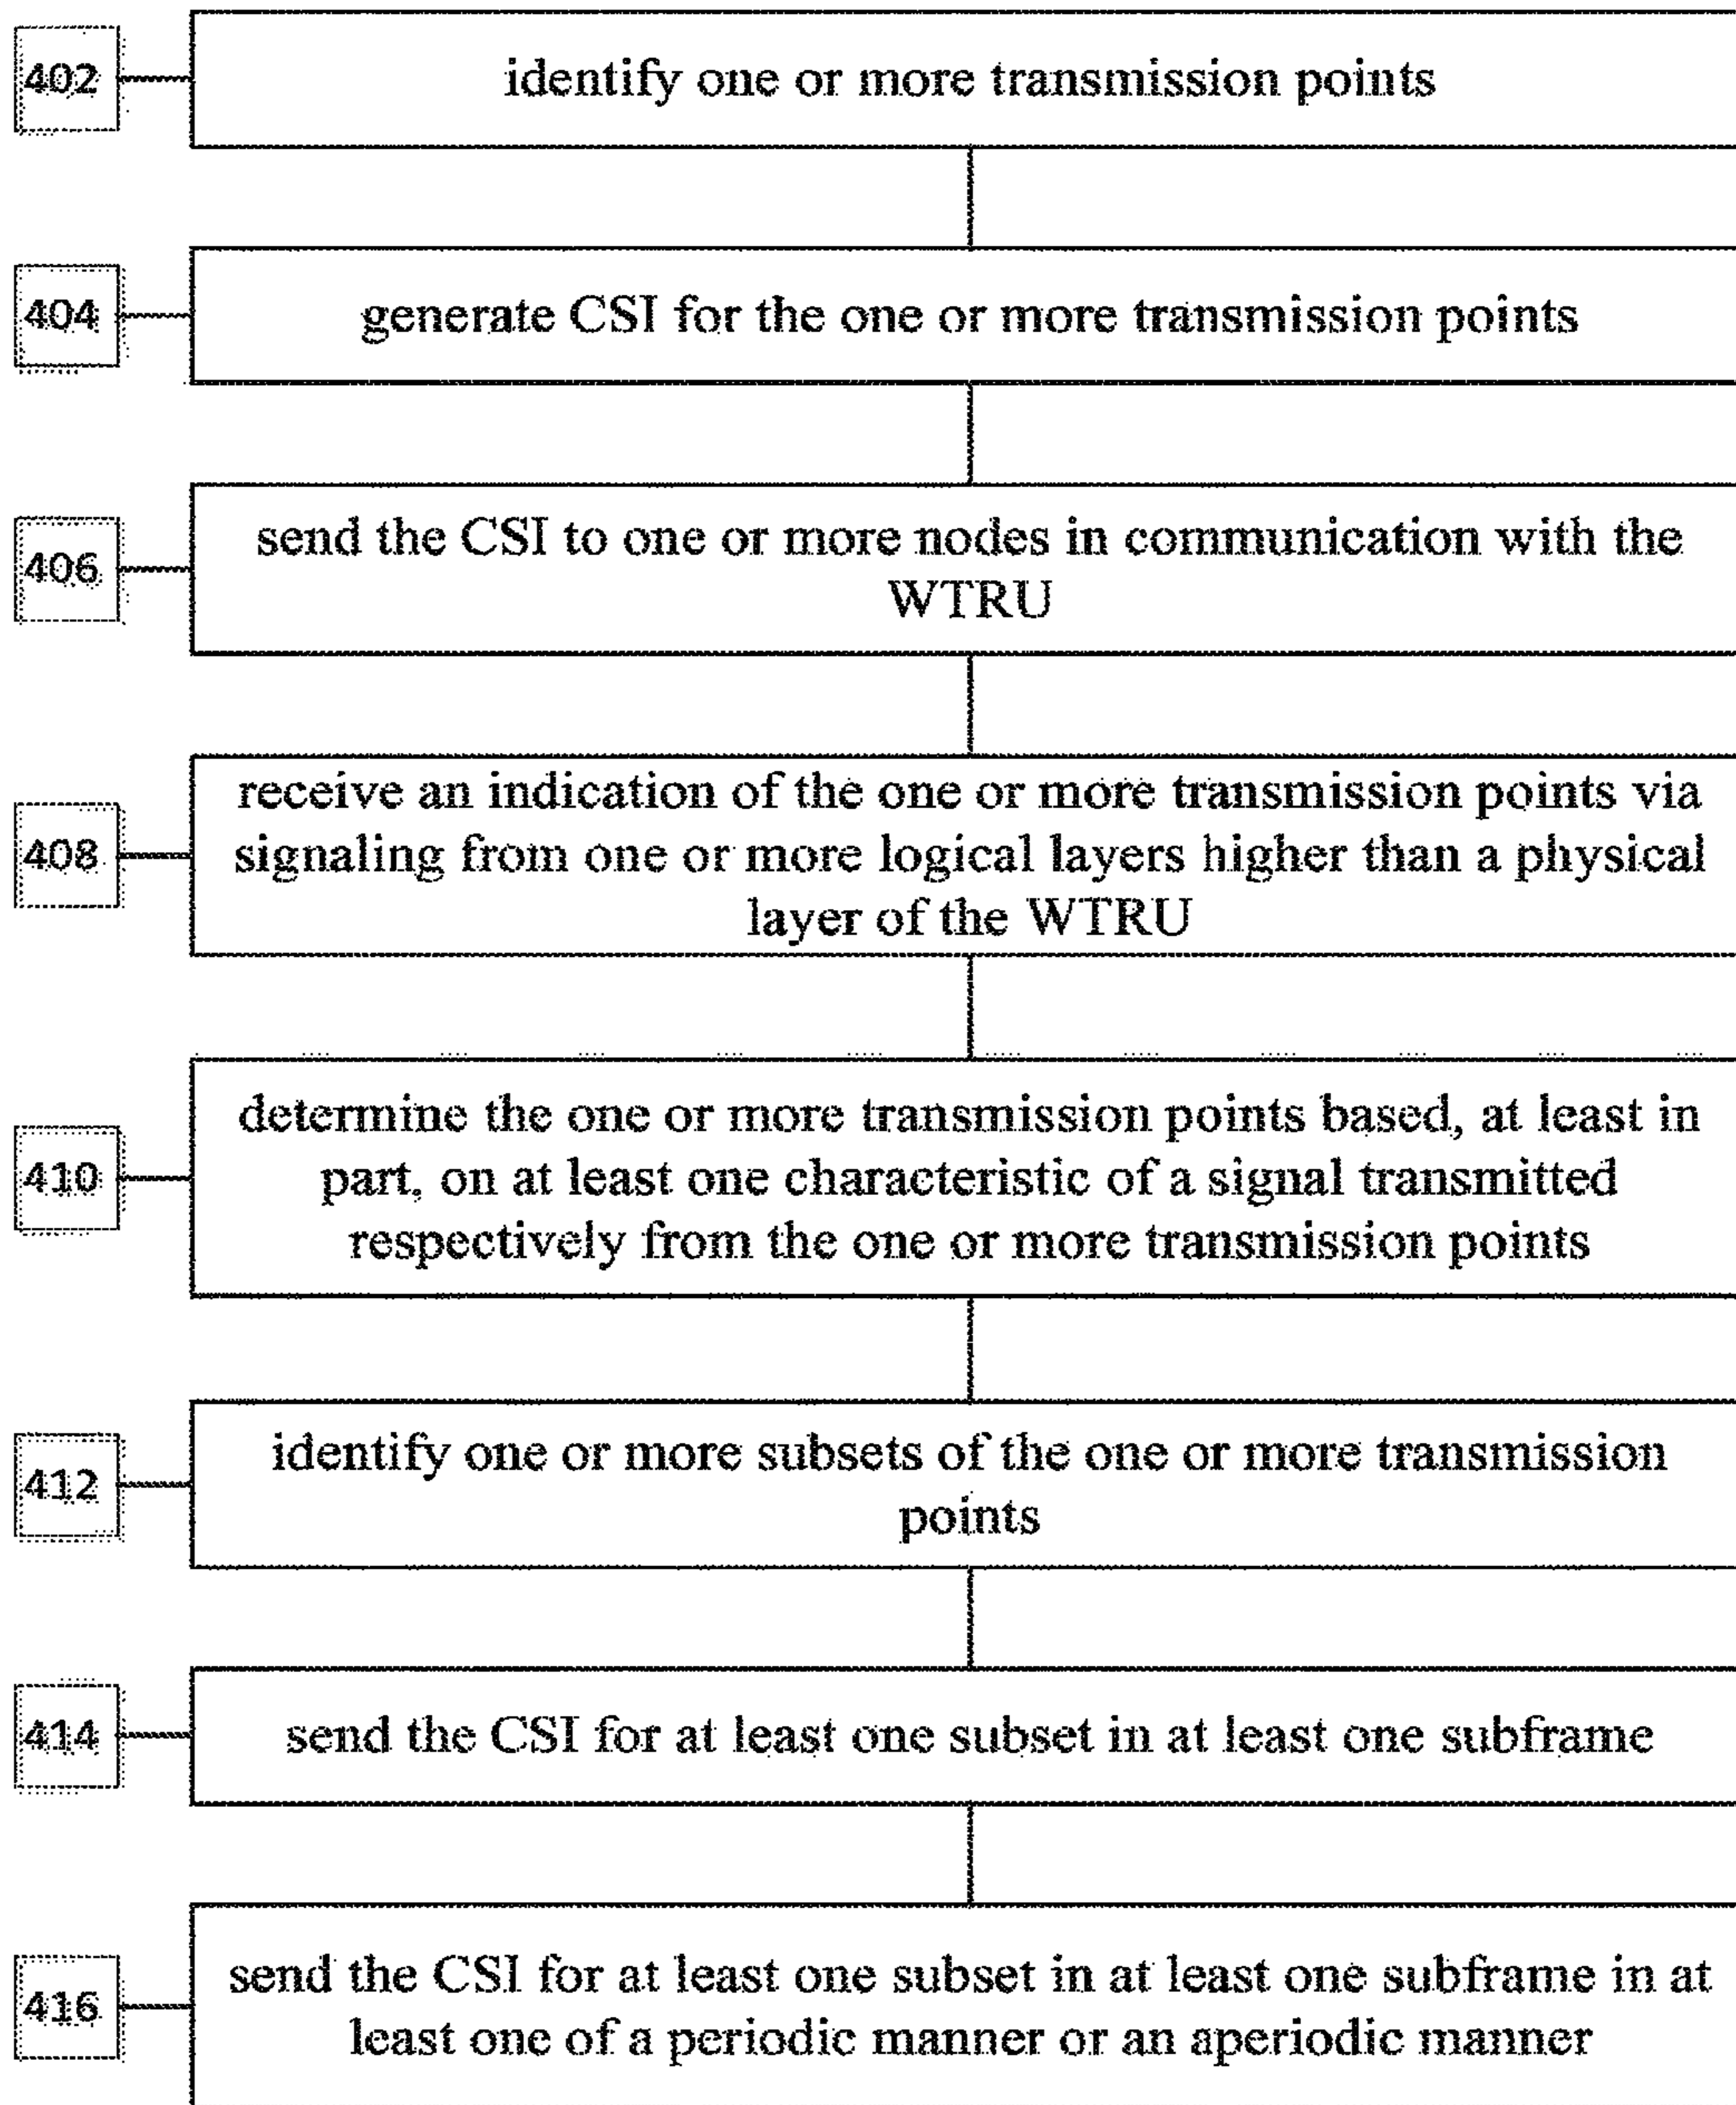 402
identify one or more transmission points
404
generate CSI for the one or more transmission points
406
send the CSI to one or more nodes in communication with the
WTRU
408
receive an indication of the one or more transmission points via
signaling from one or more logical layers higher than a physical
layer of the WTRU
410
determine the one or more transmission points based, at least in
part, on at least one characteristic of a signal transmitted
respectively from the one or more transmission points
412
identify one or more subsets of the one or more transmission
points
414
send the CSI for at least one subset in at least one subframe
416
send the CSI for at least one subset in at least one subframe in at
least one of a periodic manner or an aperiodic manner